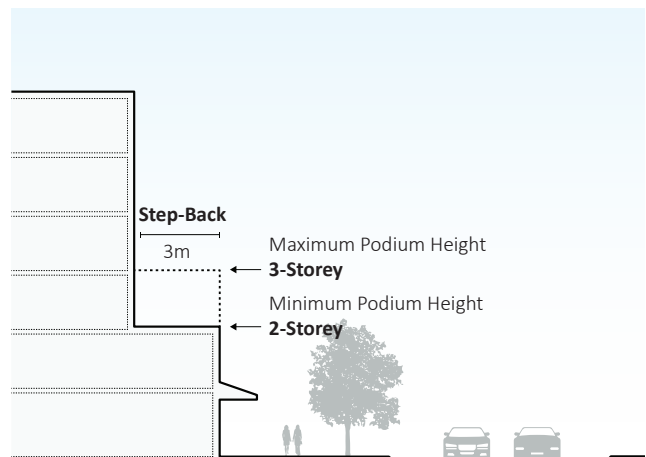 Step-Back
3m
Maximum Podium Height
3-Storey
Minimum Podium Height
2-Storey